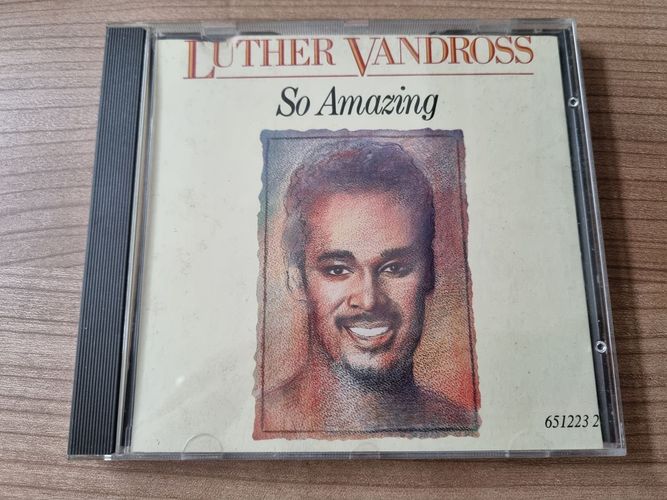 LUTHER VANDROSS
So Amazing
651223 2